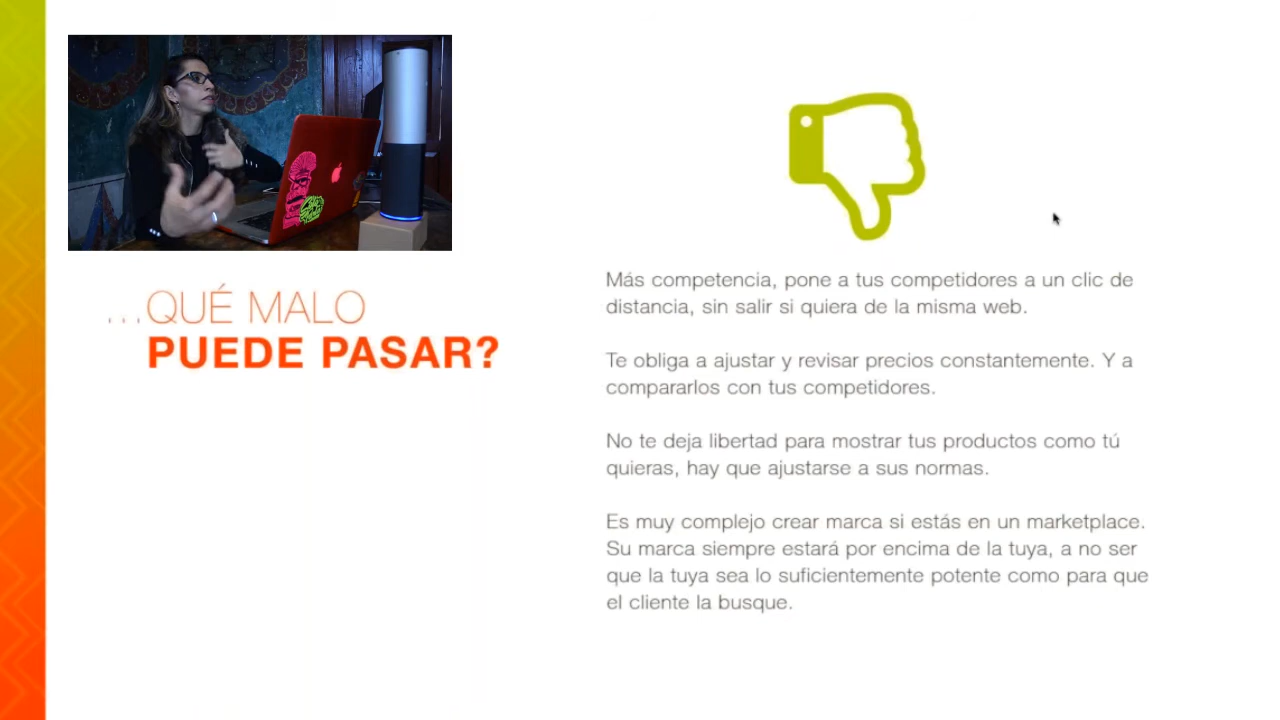 ...QUÉ MALO
PUEDE PASAR?
Más competencia, pone a tus competidores a un clic de
distancia, sin salir si quiera de la misma web.
Te obliga a ajustar y revisar precios constantemente. Y a
compararlos con tus competidores.
No te deja libertad para mostrar tus productos como tú
quieras, hay que ajustarse a sus normas.
Es muy complejo crear marca si estás en un marketplace.
Su marca siempre estará por encima de la tuya, a no ser
que la tuya sea lo suficientemente potente como para que
el cliente la busque.